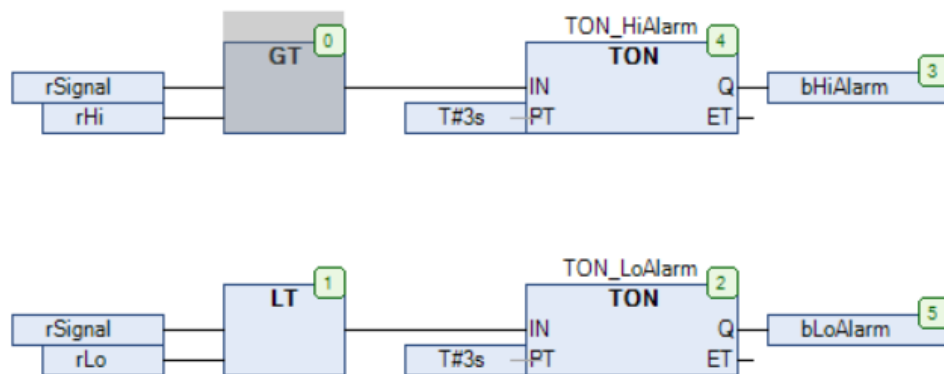 TON_HiAlarm
GT 0 TON 4
rSignal IN Q bHiAlarm 3
rHi T#3s PT ET
TON_LoAlarm
LT 1 TON 2
rSignal IN Q bLoAlarm 5
rLo T#3s PT ET